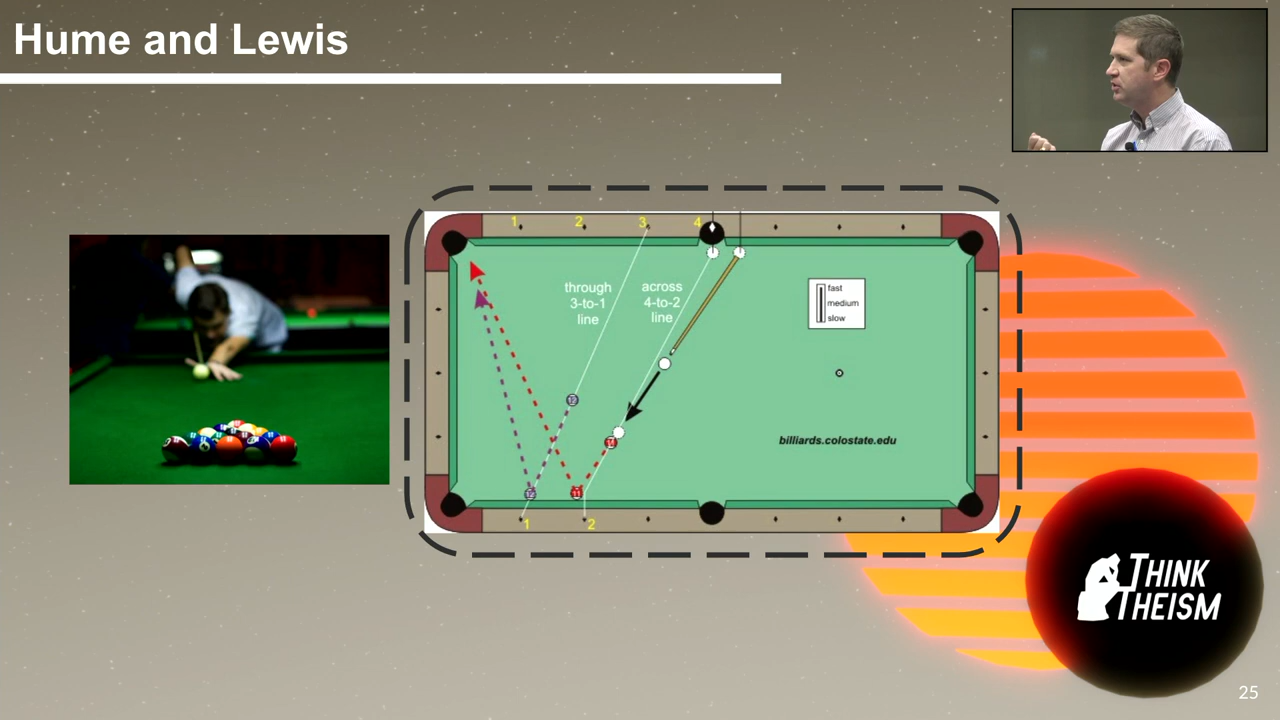 Hume and Lewis
1
2
3
4
through
3-to-1
line
across
4-to-2
line
fast
medium
slow
billiards.colostate.edu
1
2
THINK
THEISM
25